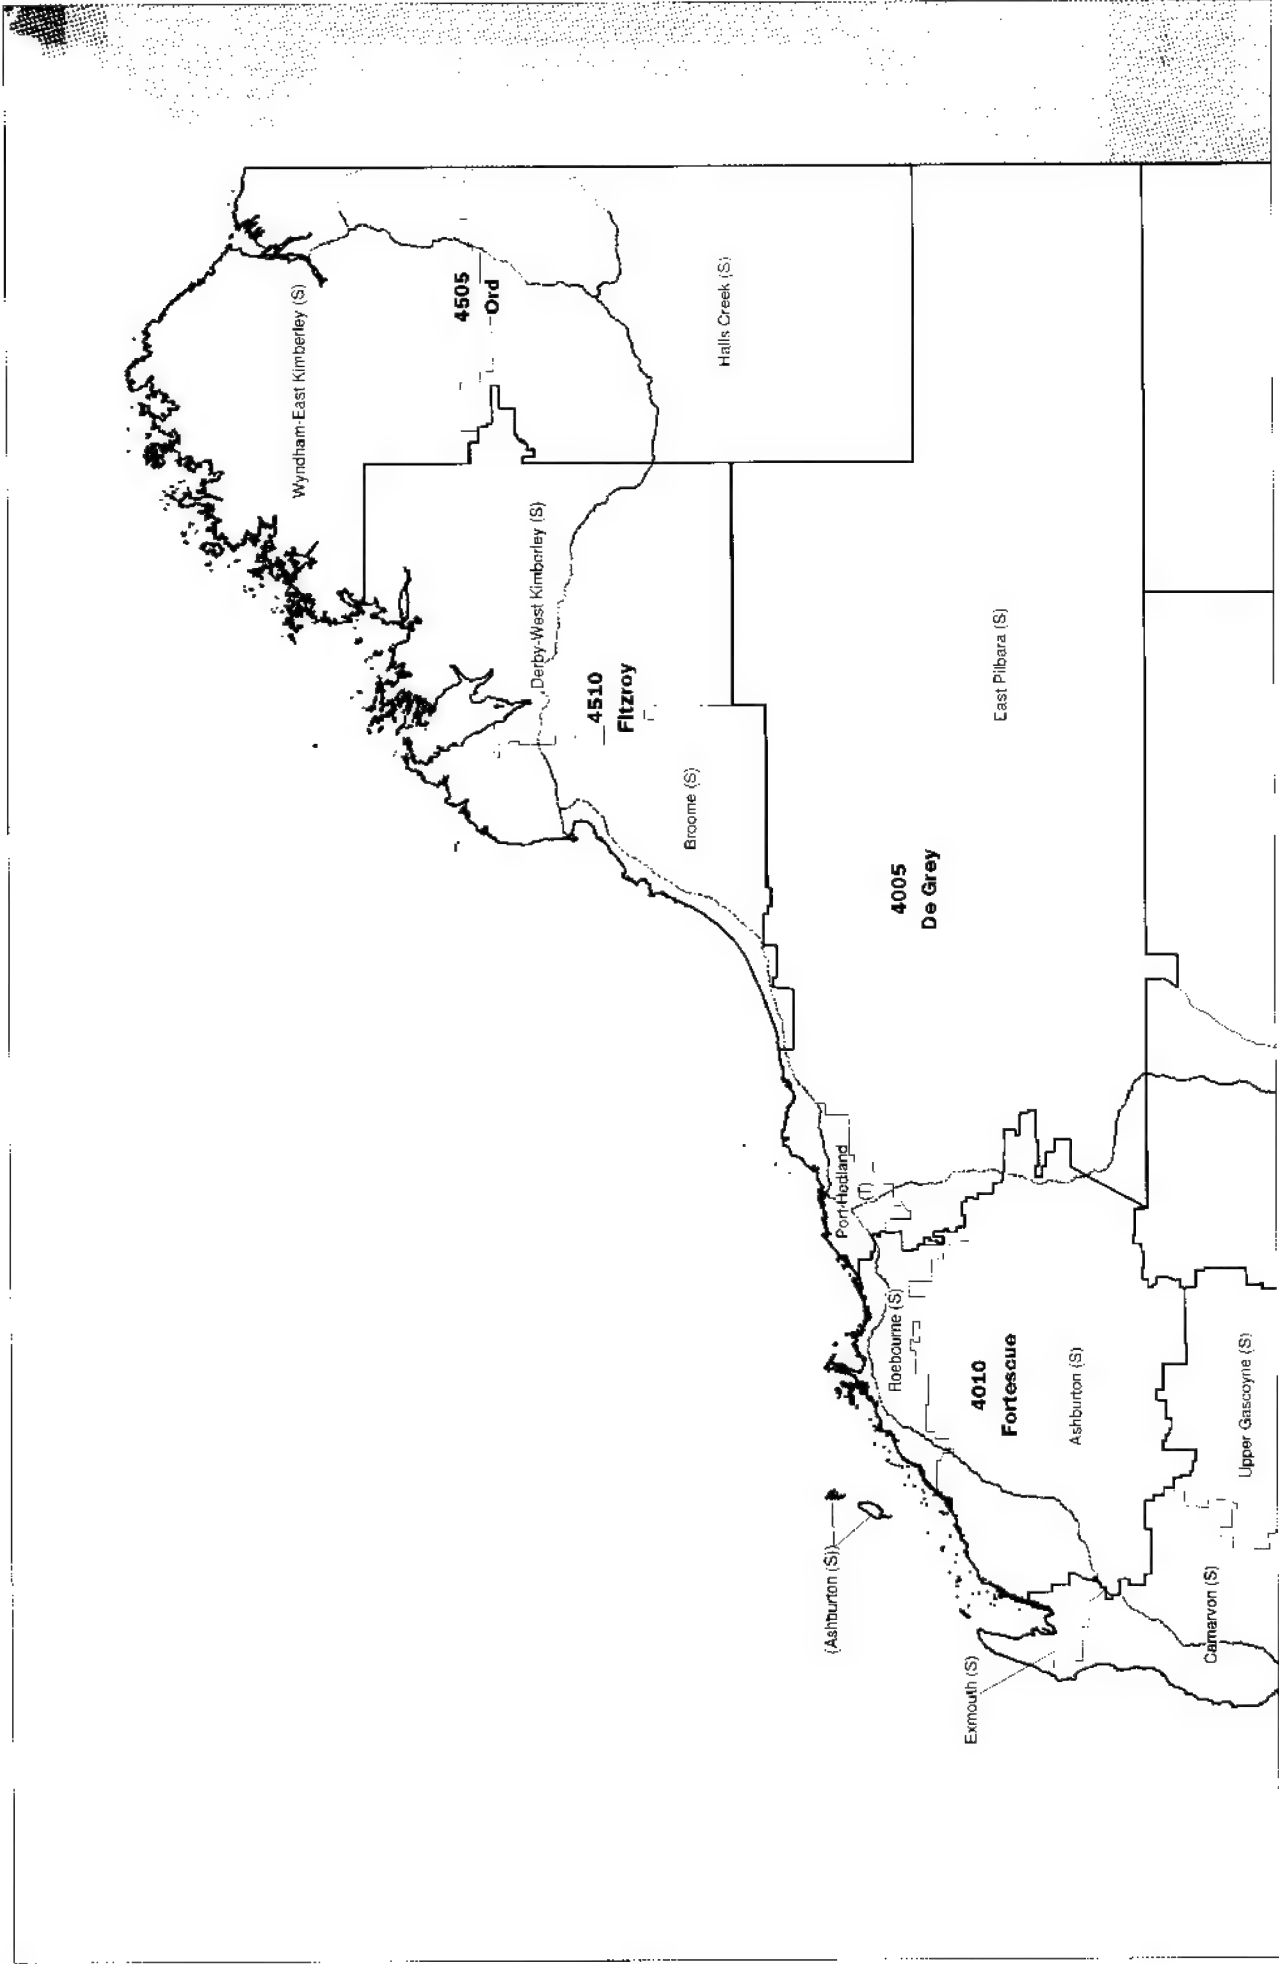 Wyndham-East Kimberley (S)
4505
Ord
Halls Creek (S)
Derby-West Kimberley (S)
4510
Fitzroy
Broome (S)
East Pilbara (S)
4005
De Grey
Port Hedland
(T)
Roebourne (S)
4010
Fortescue
Ashburton (S)
Upper Gascoyne (S)
(Ashburton (S))
Exmouth (S)
Carnarvon (S)